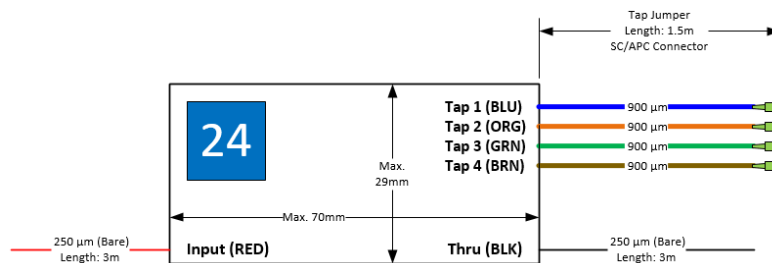 Tap Jumper
Length: 1.5m
SC/APC Connector
24
Tap 1 (BLU)
900 µm
Tap 2 (ORG)
900 µm
Tap 3 (GRN)
900 µm
Tap 4 (BRN)
900 µm
Max.
29mm
Max. 70mm
250 µm (Bare)
Length: 3m
Input (RED)
Thru (BLK)
250 µm (Bare)
Length: 3m